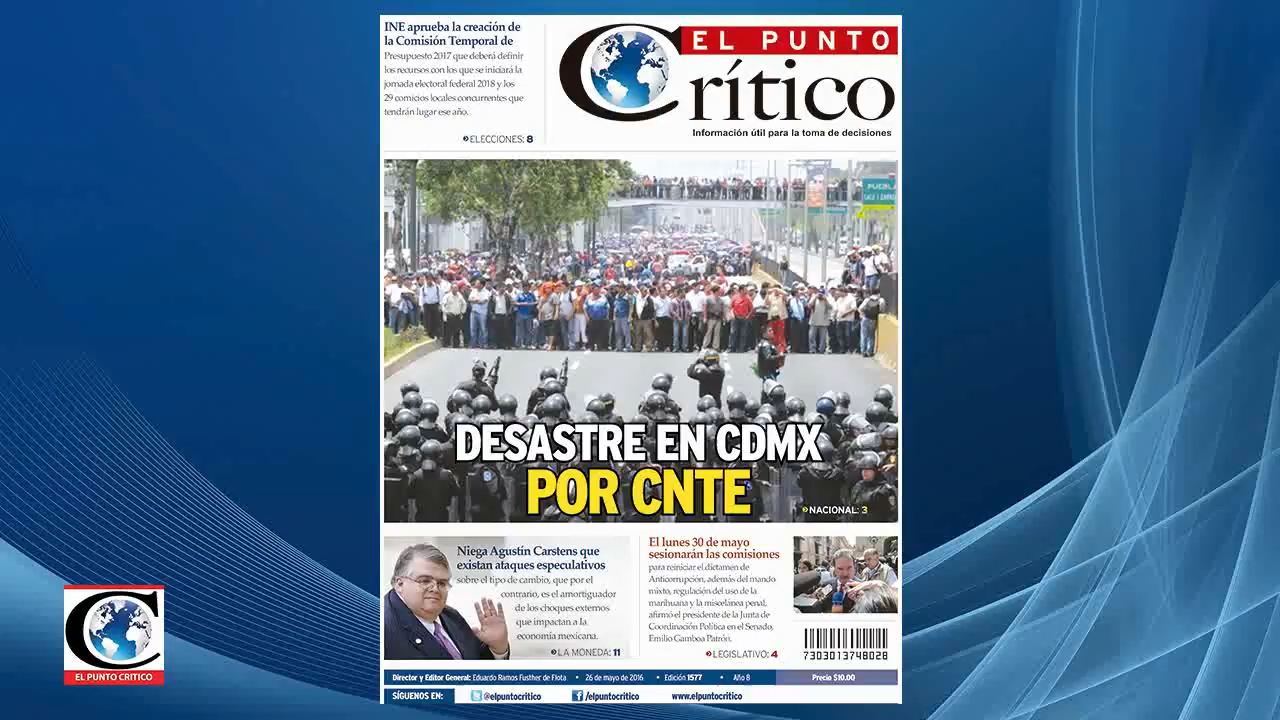 INE aprueba la creación de
la Comisión Temporal de
Presupuesto 2017 que deberá definir
los recursos con los que se iniciará la
jornada electoral federal 2018 y los
29 comicios locales concurrentes que
tendrán lugar ese año.
ELECCIONES: 8
EL PUNTO
Crítico
Información útil para la toma de decisiones
PUEBLA
DESASTRE EN CDMX
POR CNTE
NACIONAL: 3
Niega Agustín Carstens que
existan ataques especulativos
sobre el tipo de cambio, que por el
contrario, es el amortiguador
de los choques externos
que impactan a la
economía mexicana.
LA MONEDA: 11
El lunes 30 de mayo
sesionarán las comisiones
para reiniciar el dictamen de
Anticorrupción, además del mando
mixto, regulación del uso de la
marihuana y la miscelánea penal,
afirmó el presidente de la Junta de
Coordinación Política en el Senado,
Emilio Gamboa Patrón.
LEGISLATIVO: 4
7303013748028
Director y Editor General: Eduardo Ramos Fusther de Flota • 26 de mayo de 2016 • Edición 1577 • Año 8 Precio $10.00
SÍGUENOS EN: @elpuntocritico /elpuntocritico www.elpuntocritico.com
C
EL PUNTO CRITICO